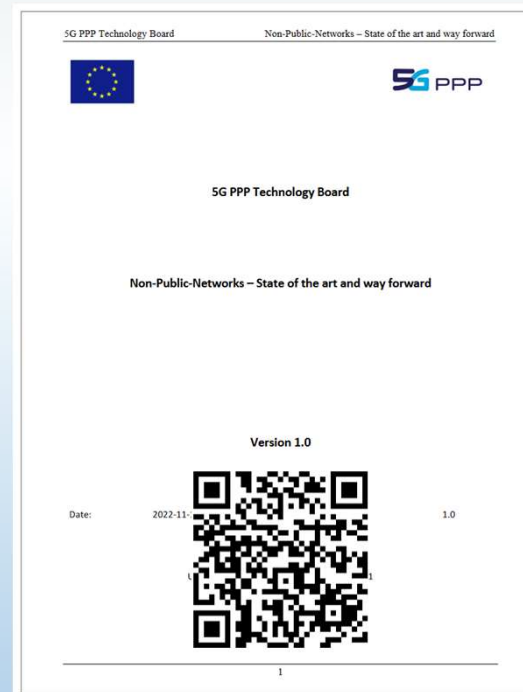 5G PPP Technology Board Non-Public-Networks – State of the art and way forward
5G PPP
5G PPP Technology Board
Non-Public-Networks – State of the art and way forward
Version 1.0
Date: 2022-11- 1.0
1
1